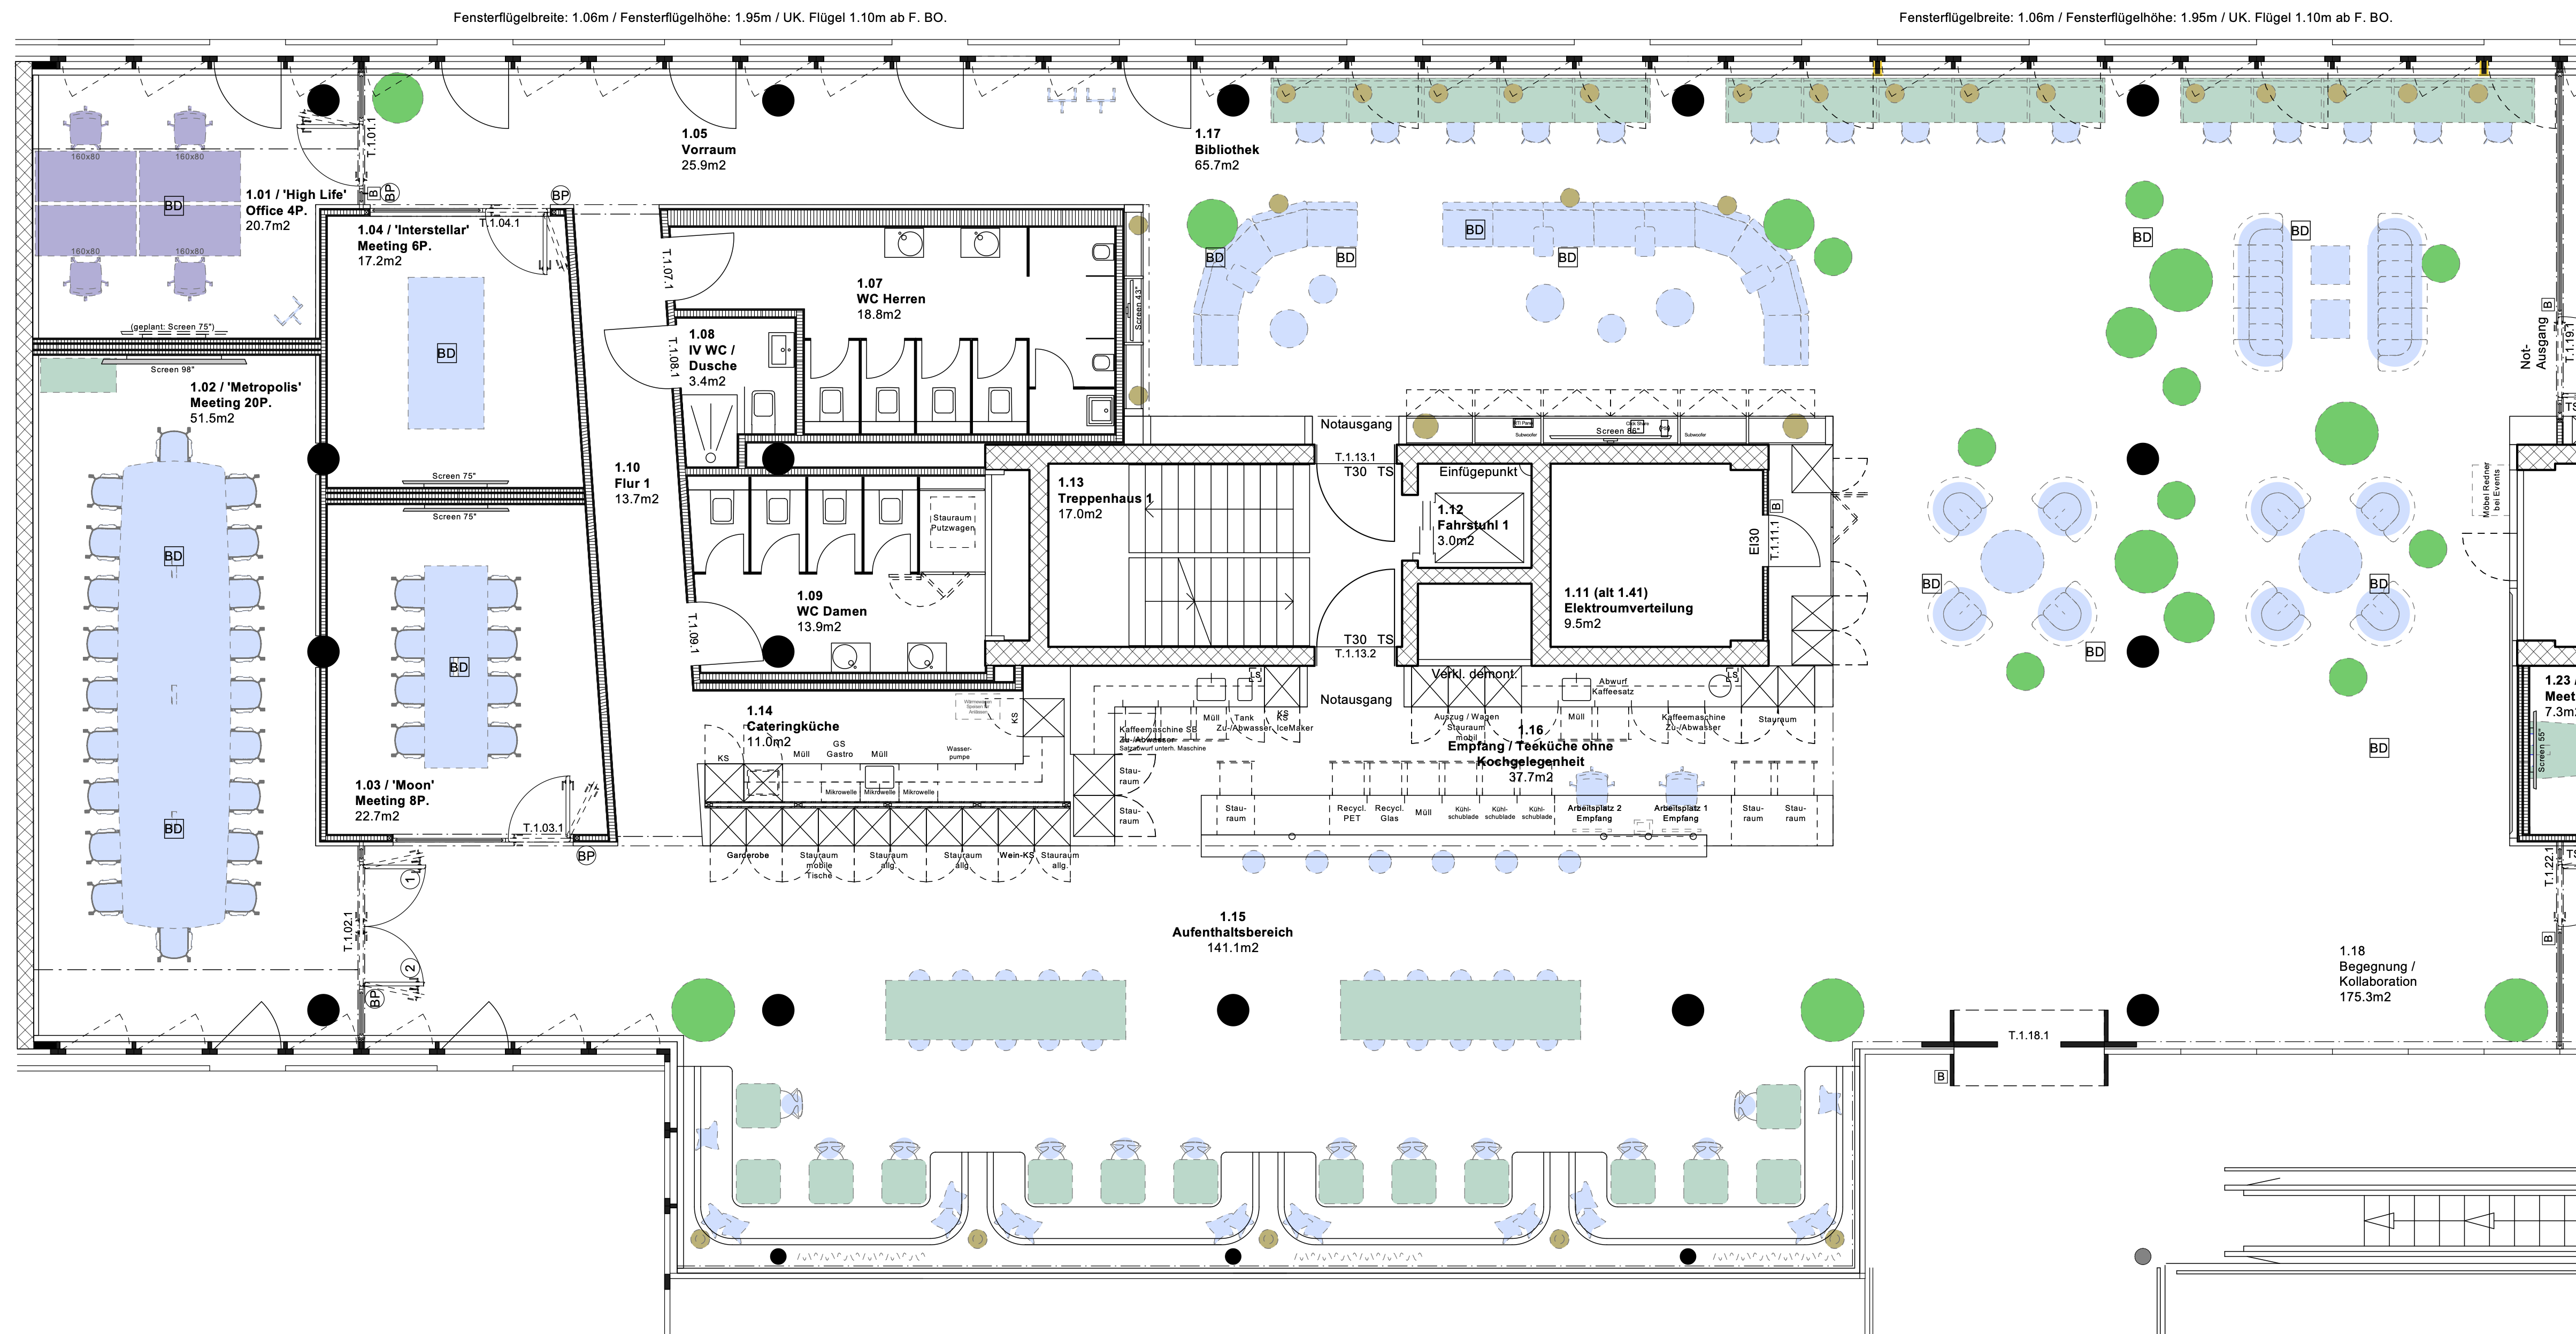 Fensterflügelbreite: 1.06m / Fensterflügelhöhe: 1.95m / UK. Flügel 1.10m ab F. BO.
Fensterflügelbreite: 1.06m / Fensterflügelhöhe: 1.95m / UK. Flügel 1.10m ab F. BO.
160x80
160x80
BD
160x80
160x80
1.01 / 'High Life'
Office 4P.
20.7m2
T.1.01.1
B
BP
BP
(geplant: Screen 75")
Screen 98"
1.02 / 'Metropolis'
Meeting 20P.
51.5m2
BD
BD
T.1.04.1
1.04 / 'Interstellar'
Meeting 6P.
17.2m2
BD
Screen 75"
Screen 75"
BD
1.03 / 'Moon'
Meeting 8P.
22.7m2
T.1.03.1
BP
1
2
T.1.02.1
BP
1.05
Vorraum
25.9m2
1.10
Flur 1
13.7m2
T.1.07.1
1.07
WC Herren
18.8m2
T.1.08.1
1.08
IV WC /
Dusche
3.4m2
Screen 43"
Stauraum
Putzwagen
1.09
WC Damen
13.9m2
T.1.09.1
1.17
Bibliothek
65.7m2
BD
BD
BD
BD
Notausgang
T.1.13.1
T30 TS
1.13
Treppenhaus 1
17.0m2
T30 TS
T.1.13.2
Notausgang
Subwoofer
Screen 86"
Click Share
Subwoofer
Einfügepunkt
1.12
Fahrstuhl 1
3.0m2
1.11 (alt 1.41)
Elektroumverteilung
9.5m2
EI30
T.1.11.1
B
Verkl. demont.
1.14
Cateringküche
11.0m2
KS
KS
Müll
GS
Gastro
Müll
Wasser-
pumpe
Mikrowelle
Mikrowelle
Mikrowelle
Garderobe
Stauraum
mobile
Tische
Stauraum
allg.
Stauraum
allg.
Wein-KS
Stauraum
allg.
Kaffeemaschine SB
Zu-/Abwasser
Satzabwurf unterh. Maschine
Müll
Tank
Zu-/Abwasser
KS
IceMaker
LS
Stau-
raum
Stau-
raum
Auszug / Wagen
Stauraum
mobil
Müll
Abwurf
Kaffeesatz
LS
Kaffeemaschine
Zu-/Abwasser
Stauraum
1.16
Empfang / Teeküche ohne
Kochgelegenheit
37.7m2
Stau-
raum
Recycl.
PET
Recycl.
Glas
Müll
Kühl-
schublade
Kühl-
schublade
Kühl-
schublade
Arbeitsplatz 2
Empfang
Arbeitsplatz 1
Empfang
Stau-
raum
Stau-
raum
1.15
Aufenthaltsbereich
141.1m2
BD
BD
BD
BD
BD
BD
Not-
Ausgang
B
T.1.19.1
TS
Möbel Redner
bei Events
1.23
Meet
7.3m
Screen 55"
TS
T.1.22.1
B
1.18
Begegnung /
Kollaboration
175.3m2
T.1.18.1
B